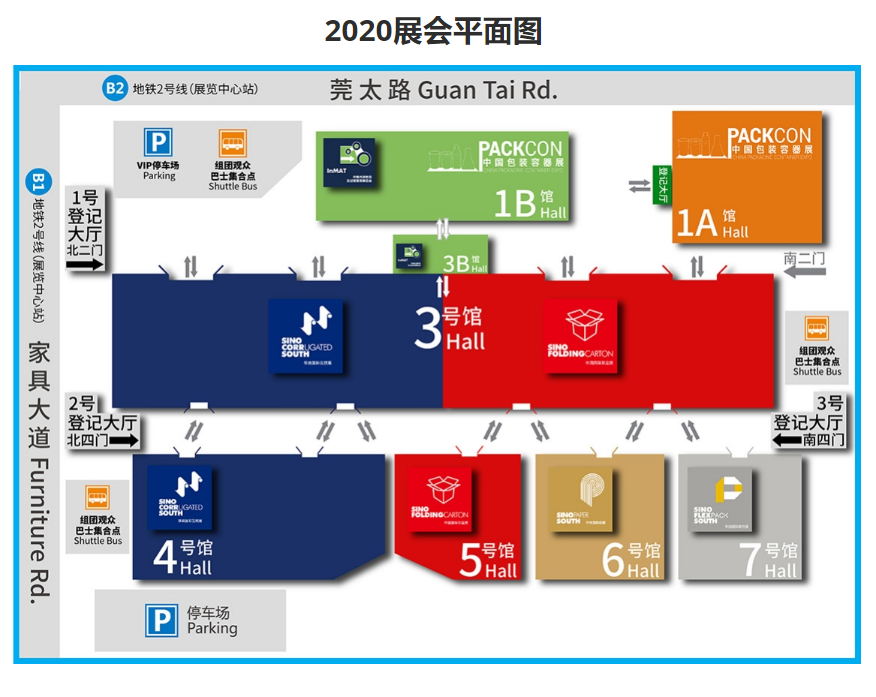 2020展会平面图
B2 地铁2号线(展览中心站)
莞太路 Guan Tai Rd.
B1 地铁2号线(展览中心站)
家具大道 Furniture Rd.
P
VIP停车场
Parking
组团观众
巴士集合点
Shuttle Bus
1号
登记
大厅
北二门
InMAT
PACKCON
中国包装容器展
1B 馆
Hall
登记大厅
PACKCON
中国包装容器展
CHINA PACKAGING CONTAINER EXPO
1A 馆
Hall
InMAT
3B 馆
Hall
南二门
SINO
CORRUGATED
SOUTH
3 号馆
Hall
SINO
FOLDINGCARTON
组团观众
巴士集合点
Shuttle Bus
2号
登记大厅
北四门
3号
登记大厅
南四门
组团观众
巴士集合点
Shuttle Bus
SINO
CORRUGATED
SOUTH
4 号馆
Hall
SINO
FOLDINGCARTON
5 号馆
Hall
SINOPAPER
SOUTH
6 号馆
Hall
SINO
FLEXPACK
SOUTH
7 号馆
Hall
P
停车场
Parking